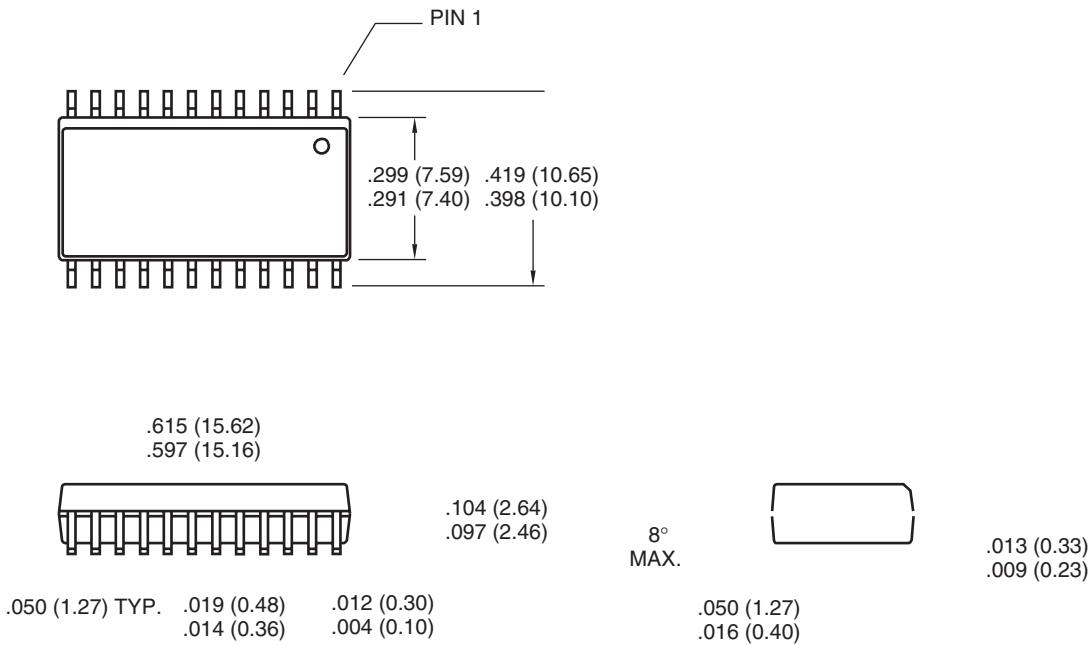 PIN 1
.299 (7.59) .419 (10.65)
.291 (7.40) .398 (10.10)
.615 (15.62)
.597 (15.16)
.104 (2.64)
.097 (2.46)
8°
MAX.
.013 (0.33)
.009 (0.23)
.050 (1.27) TYP. .019 (0.48) .012 (0.30)
.014 (0.36) .004 (0.10)
.050 (1.27)
.016 (0.40)